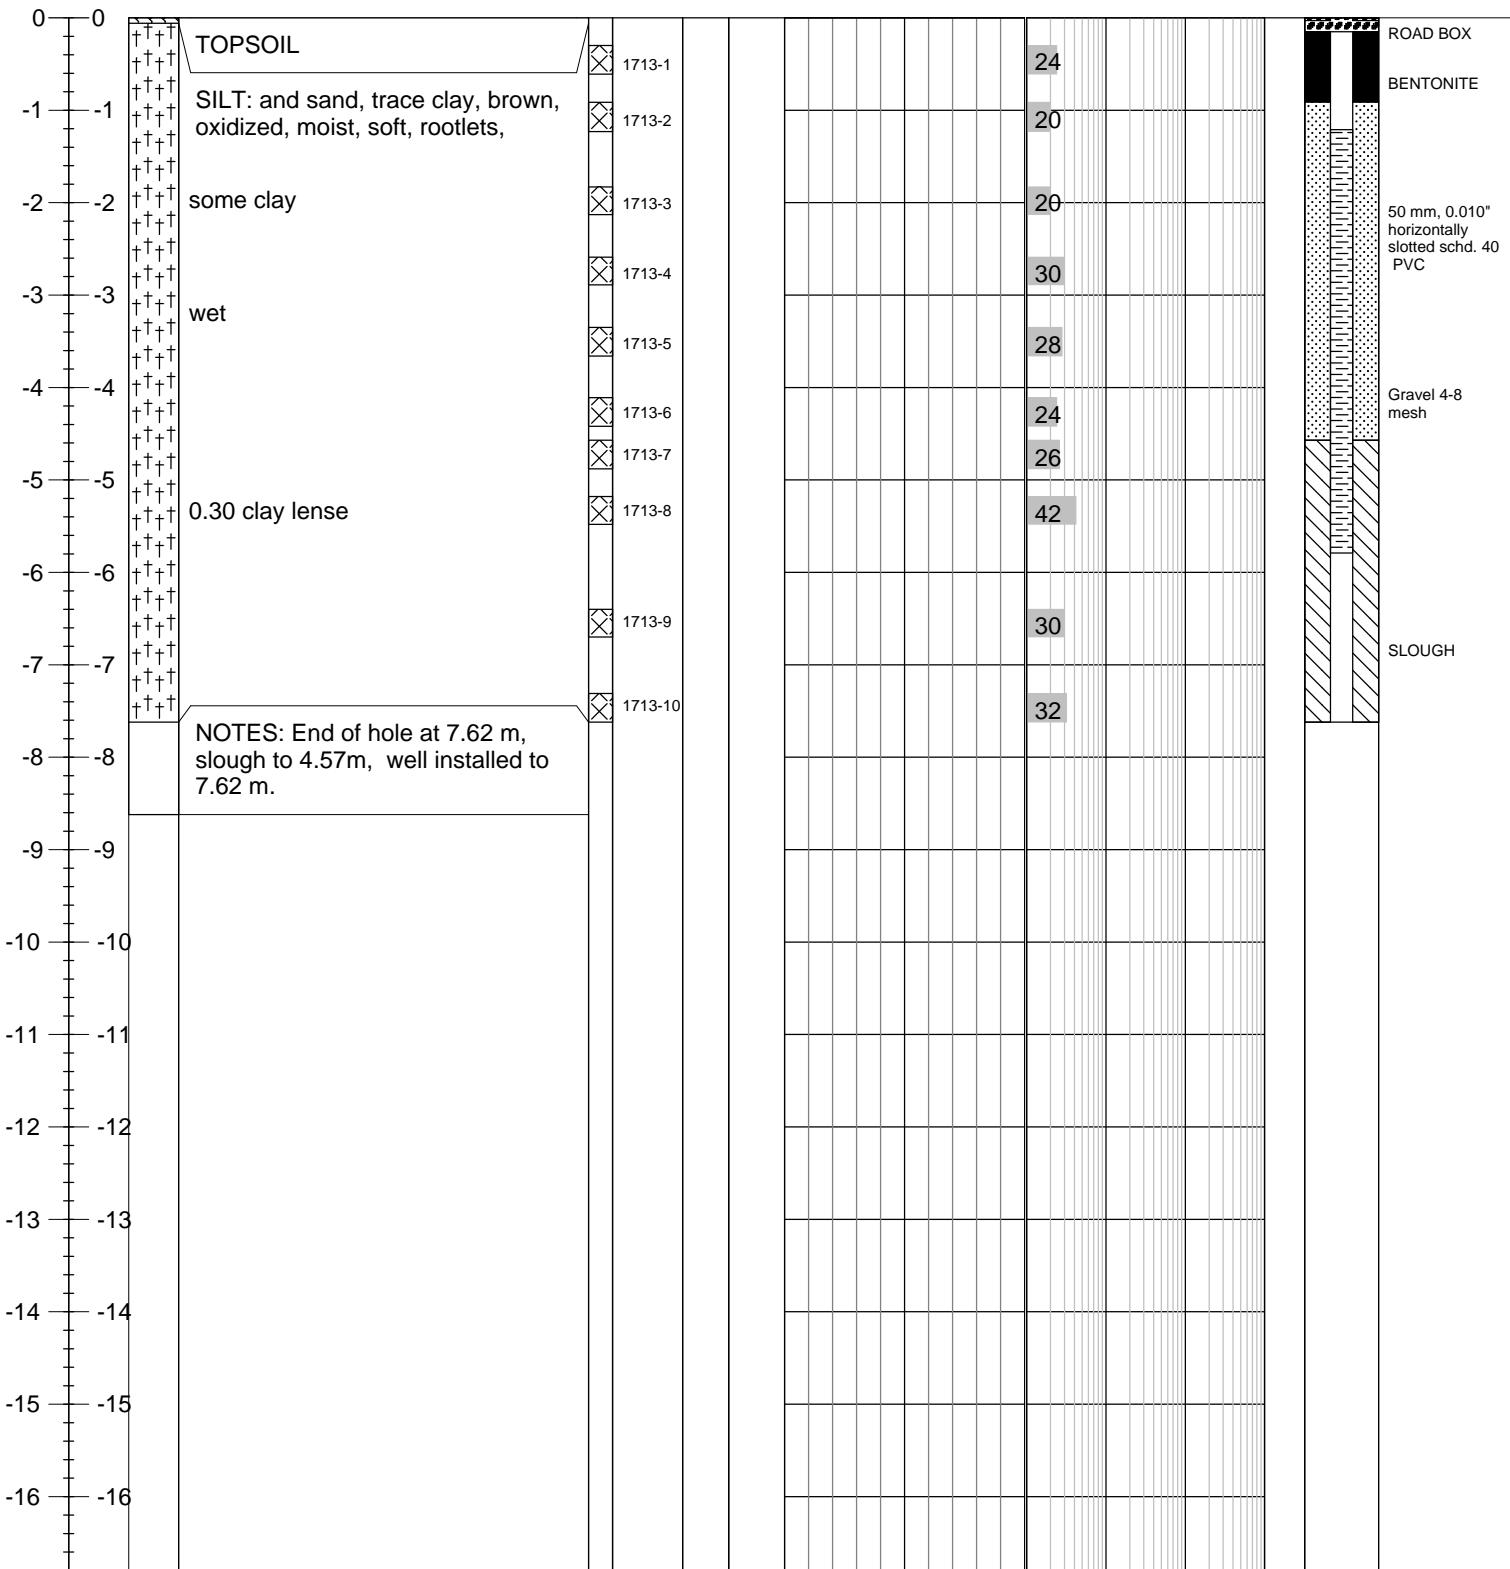 0 0
TOPSOIL
ROAD BOX
1713-1
24
BENTONITE
SILT: and sand, trace clay, brown,
oxidized, moist, soft, rootlets,
-1 -1
1713-2
20
some clay
-2 -2
1713-3
20
50 mm, 0.010"
horizontally
slotted schd. 40
PVC
1713-4
30
-3 -3
wet
1713-5
28
-4 -4
Gravel 4-8
mesh
1713-6
24
1713-7
26
-5 -5
0.30 clay lense
1713-8
42
-6 -6
1713-9
30
SLOUGH
-7 -7
1713-10
32
NOTES: End of hole at 7.62 m,
slough to 4.57m,  well installed to
7.62 m.
-8 -8
-9 -9
-10 -10
-11 -11
-12 -12
-13 -13
-14 -14
-15 -15
-16 -16